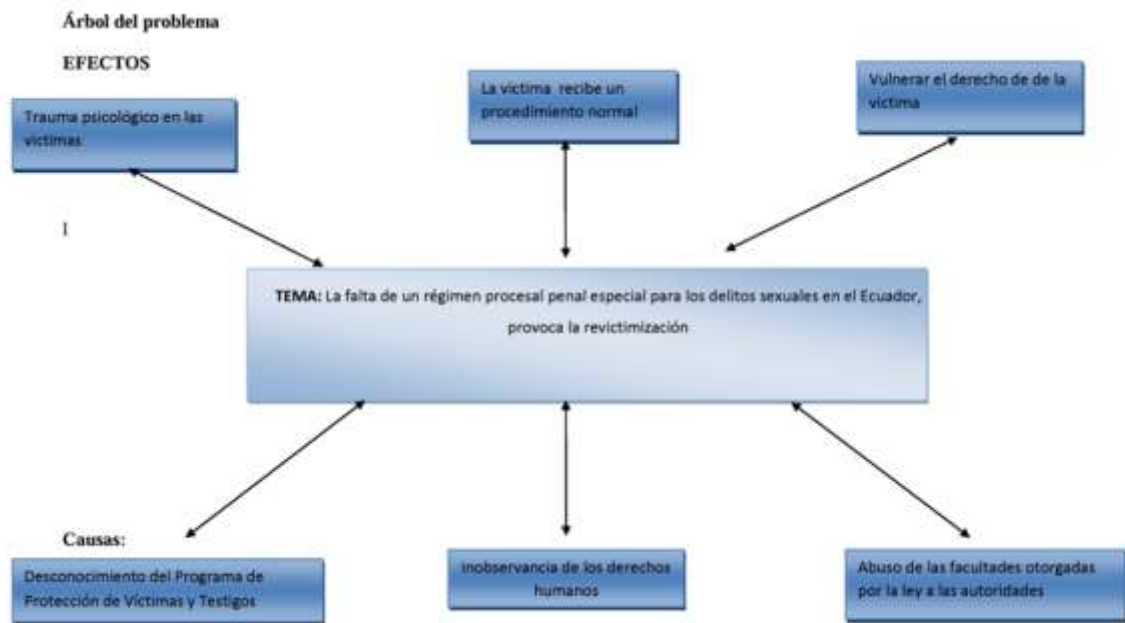 Árbol del problema
EFECTOS
Trauma psicológico en las
victimas
La victima recibe un
procedimiento normal
Vulnerar el derecho de de la
victima
I
TEMA: La falta de un régimen procesal penal especial para los delitos sexuales en el Ecuador,
provoca la revictimización
Causas:
Desconocimiento del Programa de
Protección de Víctimas y Testigos
Inobservancia de los derechos
humanos
Abuso de las facultades otorgadas
por la ley a las autoridades